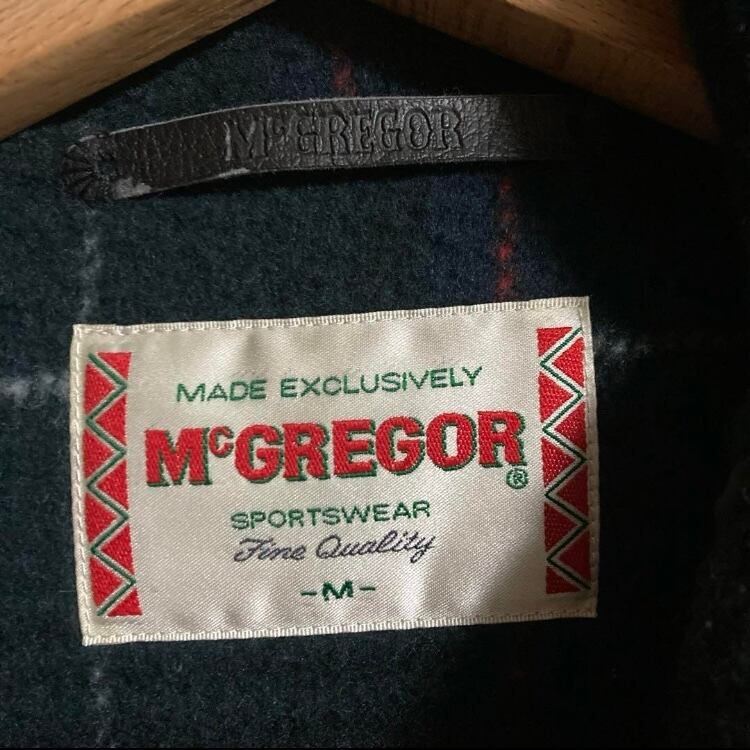 McGREGOR
MADE EXCLUSIVELY
McGREGOR®
SPORTSWEAR
Fine Quality
-M-